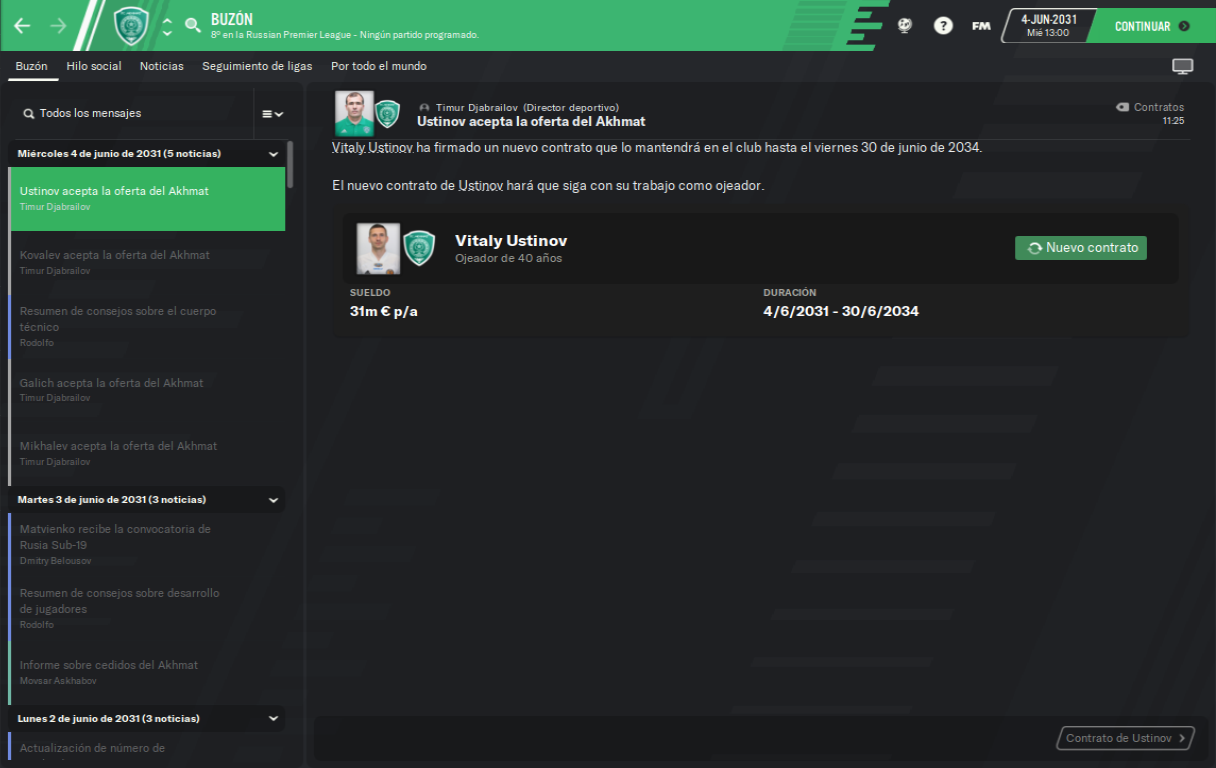 BUZÓN
8º en la Russian Premier League - Ningún partido programado.
?
FM
4-JUN-2031
Mié 13:00
CONTINUAR
Buzón Hilo social Noticias Seguimiento de ligas Por todo el mundo
Todos los mensajes
Miércoles 4 de junio de 2031 (5 noticias)
Ustinov acepta la oferta del Akhmat
Timur Djabrailov
Kovalev acepta la oferta del Akhmat
Timur Djabrailov
Resumen de consejos sobre el cuerpo
técnico
Rodolfo
Galich acepta la oferta del Akhmat
Timur Djabrailov
Mikhalev acepta la oferta del Akhmat
Timur Djabrailov
Martes 3 de junio de 2031 (3 noticias)
Matvienko recibe la convocatoria de
Rusia Sub-19
Dmitry Belousov
Resumen de consejos sobre desarrollo
de jugadores
Rodolfo
Informe sobre cedidos del Akhmat
Movsar Askhabov
Lunes 2 de junio de 2031 (3 noticias)
Actualización de número de
Timur Djabrailov (Director deportivo)
Ustinov acepta la oferta del Akhmat
Contratos
11:25
Vitaly Ustinov ha firmado un nuevo contrato que lo mantendrá en el club hasta el viernes 30 de junio de 2034.
El nuevo contrato de Ustinov hará que siga con su trabajo como ojeador.
Vitaly Ustinov
Ojeador de 40 años
Nuevo contrato
SUELDO
31m € p/a
DURACIÓN
4/6/2031 - 30/6/2034
Contrato de Ustinov